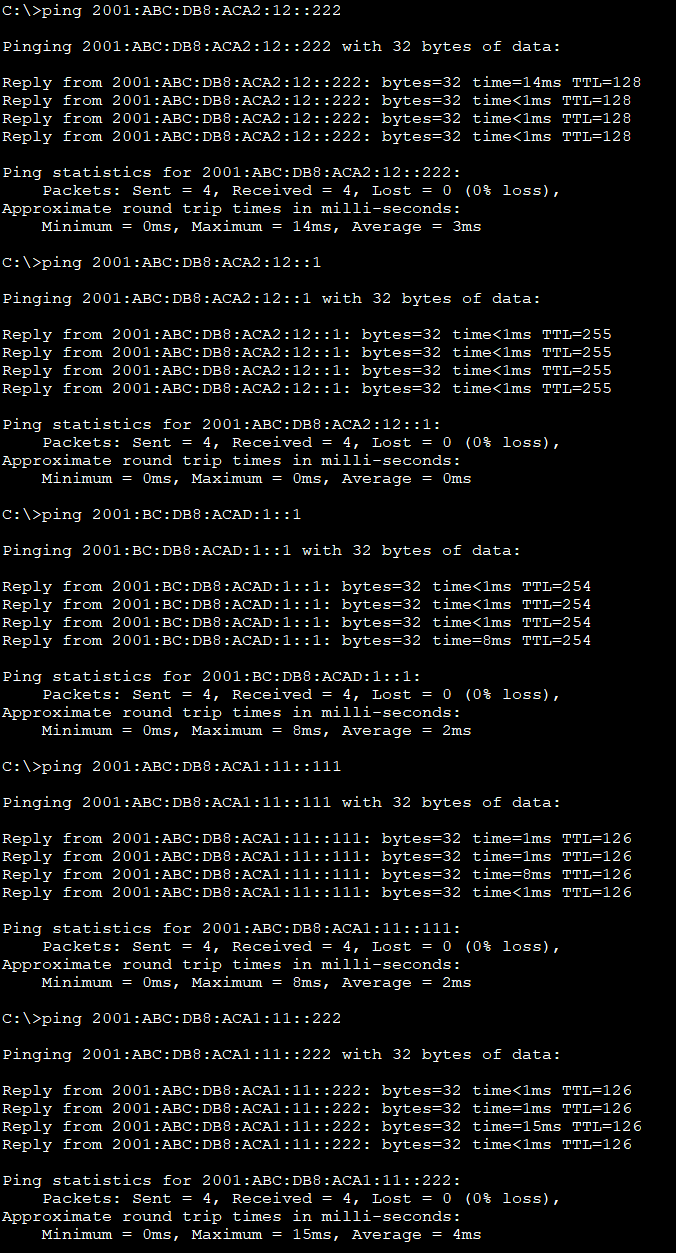 C:\>ping 2001:ABC:DB8:ACA2:12::222
Pinging 2001:ABC:DB8:ACA2:12::222 with 32 bytes of data:
Reply from 2001:ABC:DB8:ACA2:12::222: bytes=32 time=14ms TTL=128
Reply from 2001:ABC:DB8:ACA2:12::222: bytes=32 time<1ms TTL=128
Reply from 2001:ABC:DB8:ACA2:12::222: bytes=32 time<1ms TTL=128
Reply from 2001:ABC:DB8:ACA2:12::222: bytes=32 time<1ms TTL=128
Ping statistics for 2001:ABC:DB8:ACA2:12::222:
    Packets: Sent = 4, Received = 4, Lost = 0 (0% loss),
Approximate round trip times in milli-seconds:
    Minimum = 0ms, Maximum = 14ms, Average = 3ms
C:\>ping 2001:ABC:DB8:ACA2:12::1
Pinging 2001:ABC:DB8:ACA2:12::1 with 32 bytes of data:
Reply from 2001:ABC:DB8:ACA2:12::1: bytes=32 time<1ms TTL=255
Reply from 2001:ABC:DB8:ACA2:12::1: bytes=32 time<1ms TTL=255
Reply from 2001:ABC:DB8:ACA2:12::1: bytes=32 time<1ms TTL=255
Reply from 2001:ABC:DB8:ACA2:12::1: bytes=32 time<1ms TTL=255
Ping statistics for 2001:ABC:DB8:ACA2:12::1:
    Packets: Sent = 4, Received = 4, Lost = 0 (0% loss),
Approximate round trip times in milli-seconds:
    Minimum = 0ms, Maximum = 0ms, Average = 0ms
C:\>ping 2001:BC:DB8:ACAD:1::1
Pinging 2001:BC:DB8:ACAD:1::1 with 32 bytes of data:
Reply from 2001:BC:DB8:ACAD:1::1: bytes=32 time<1ms TTL=254
Reply from 2001:BC:DB8:ACAD:1::1: bytes=32 time<1ms TTL=254
Reply from 2001:BC:DB8:ACAD:1::1: bytes=32 time<1ms TTL=254
Reply from 2001:BC:DB8:ACAD:1::1: bytes=32 time=8ms TTL=254
Ping statistics for 2001:BC:DB8:ACAD:1::1:
    Packets: Sent = 4, Received = 4, Lost = 0 (0% loss),
Approximate round trip times in milli-seconds:
    Minimum = 0ms, Maximum = 8ms, Average = 2ms
C:\>ping 2001:ABC:DB8:ACA1:11::111
Pinging 2001:ABC:DB8:ACA1:11::111 with 32 bytes of data:
Reply from 2001:ABC:DB8:ACA1:11::111: bytes=32 time=1ms TTL=126
Reply from 2001:ABC:DB8:ACA1:11::111: bytes=32 time=1ms TTL=126
Reply from 2001:ABC:DB8:ACA1:11::111: bytes=32 time=8ms TTL=126
Reply from 2001:ABC:DB8:ACA1:11::111: bytes=32 time<1ms TTL=126
Ping statistics for 2001:ABC:DB8:ACA1:11::111:
    Packets: Sent = 4, Received = 4, Lost = 0 (0% loss),
Approximate round trip times in milli-seconds:
    Minimum = 0ms, Maximum = 8ms, Average = 2ms
C:\>ping 2001:ABC:DB8:ACA1:11::222
Pinging 2001:ABC:DB8:ACA1:11::222 with 32 bytes of data:
Reply from 2001:ABC:DB8:ACA1:11::222: bytes=32 time<1ms TTL=126
Reply from 2001:ABC:DB8:ACA1:11::222: bytes=32 time=1ms TTL=126
Reply from 2001:ABC:DB8:ACA1:11::222: bytes=32 time=15ms TTL=126
Reply from 2001:ABC:DB8:ACA1:11::222: bytes=32 time<1ms TTL=126
Ping statistics for 2001:ABC:DB8:ACA1:11::222:
    Packets: Sent = 4, Received = 4, Lost = 0 (0% loss),
Approximate round trip times in milli-seconds:
    Minimum = 0ms, Maximum = 15ms, Average = 4ms